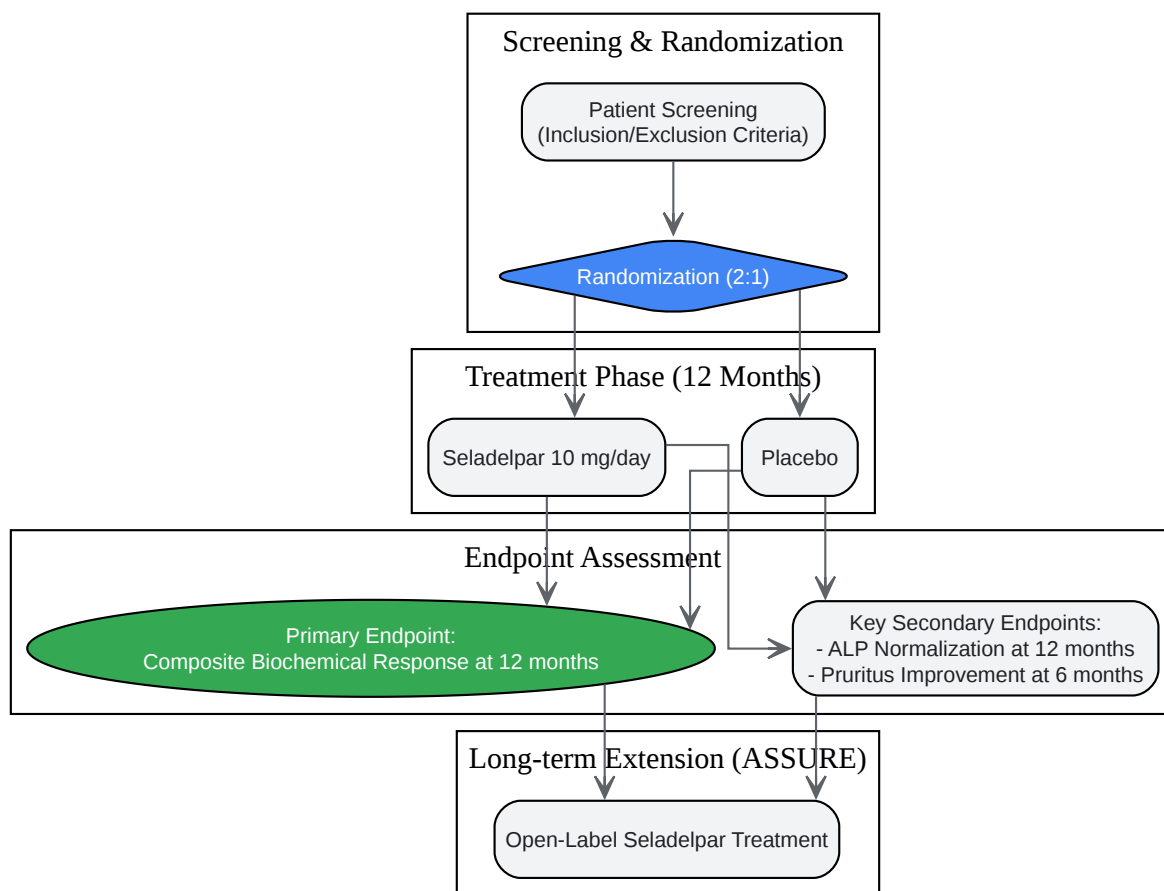 Screening & Randomization
Patient Screening
(Inclusion/Exclusion Criteria)
Randomization (2:1)
Treatment Phase (12 Months)
Seladelpar 10 mg/day
Placebo
Endpoint Assessment
Primary Endpoint:
Composite Biochemical Response at 12 months
Key Secondary Endpoints:
- ALP Normalization at 12 months
- Pruritus Improvement at 6 months
Long-term Extension (ASSURE)
Open-Label Seladelpar Treatment